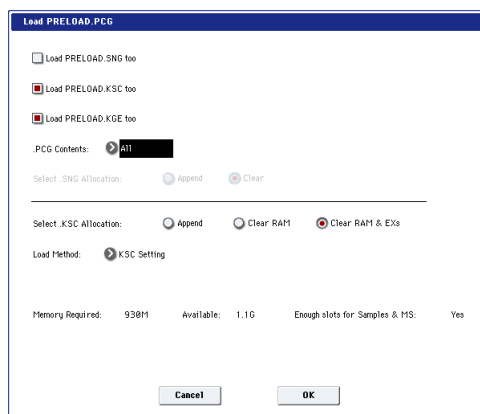 Load PRELOAD.PCG
Load PRELOAD.SNG too
Load PRELOAD.KSC too
Load PRELOAD.KGE too
.PCG Contents: All
Select .SNG Allocation: Append Clear
Select .KSC Allocation: Append Clear RAM Clear RAM & EXs
Load Method: KSC Setting
Memory Required: 930M Available: 1.1G Enough slots for Samples & MS: Yes
Cancel OK